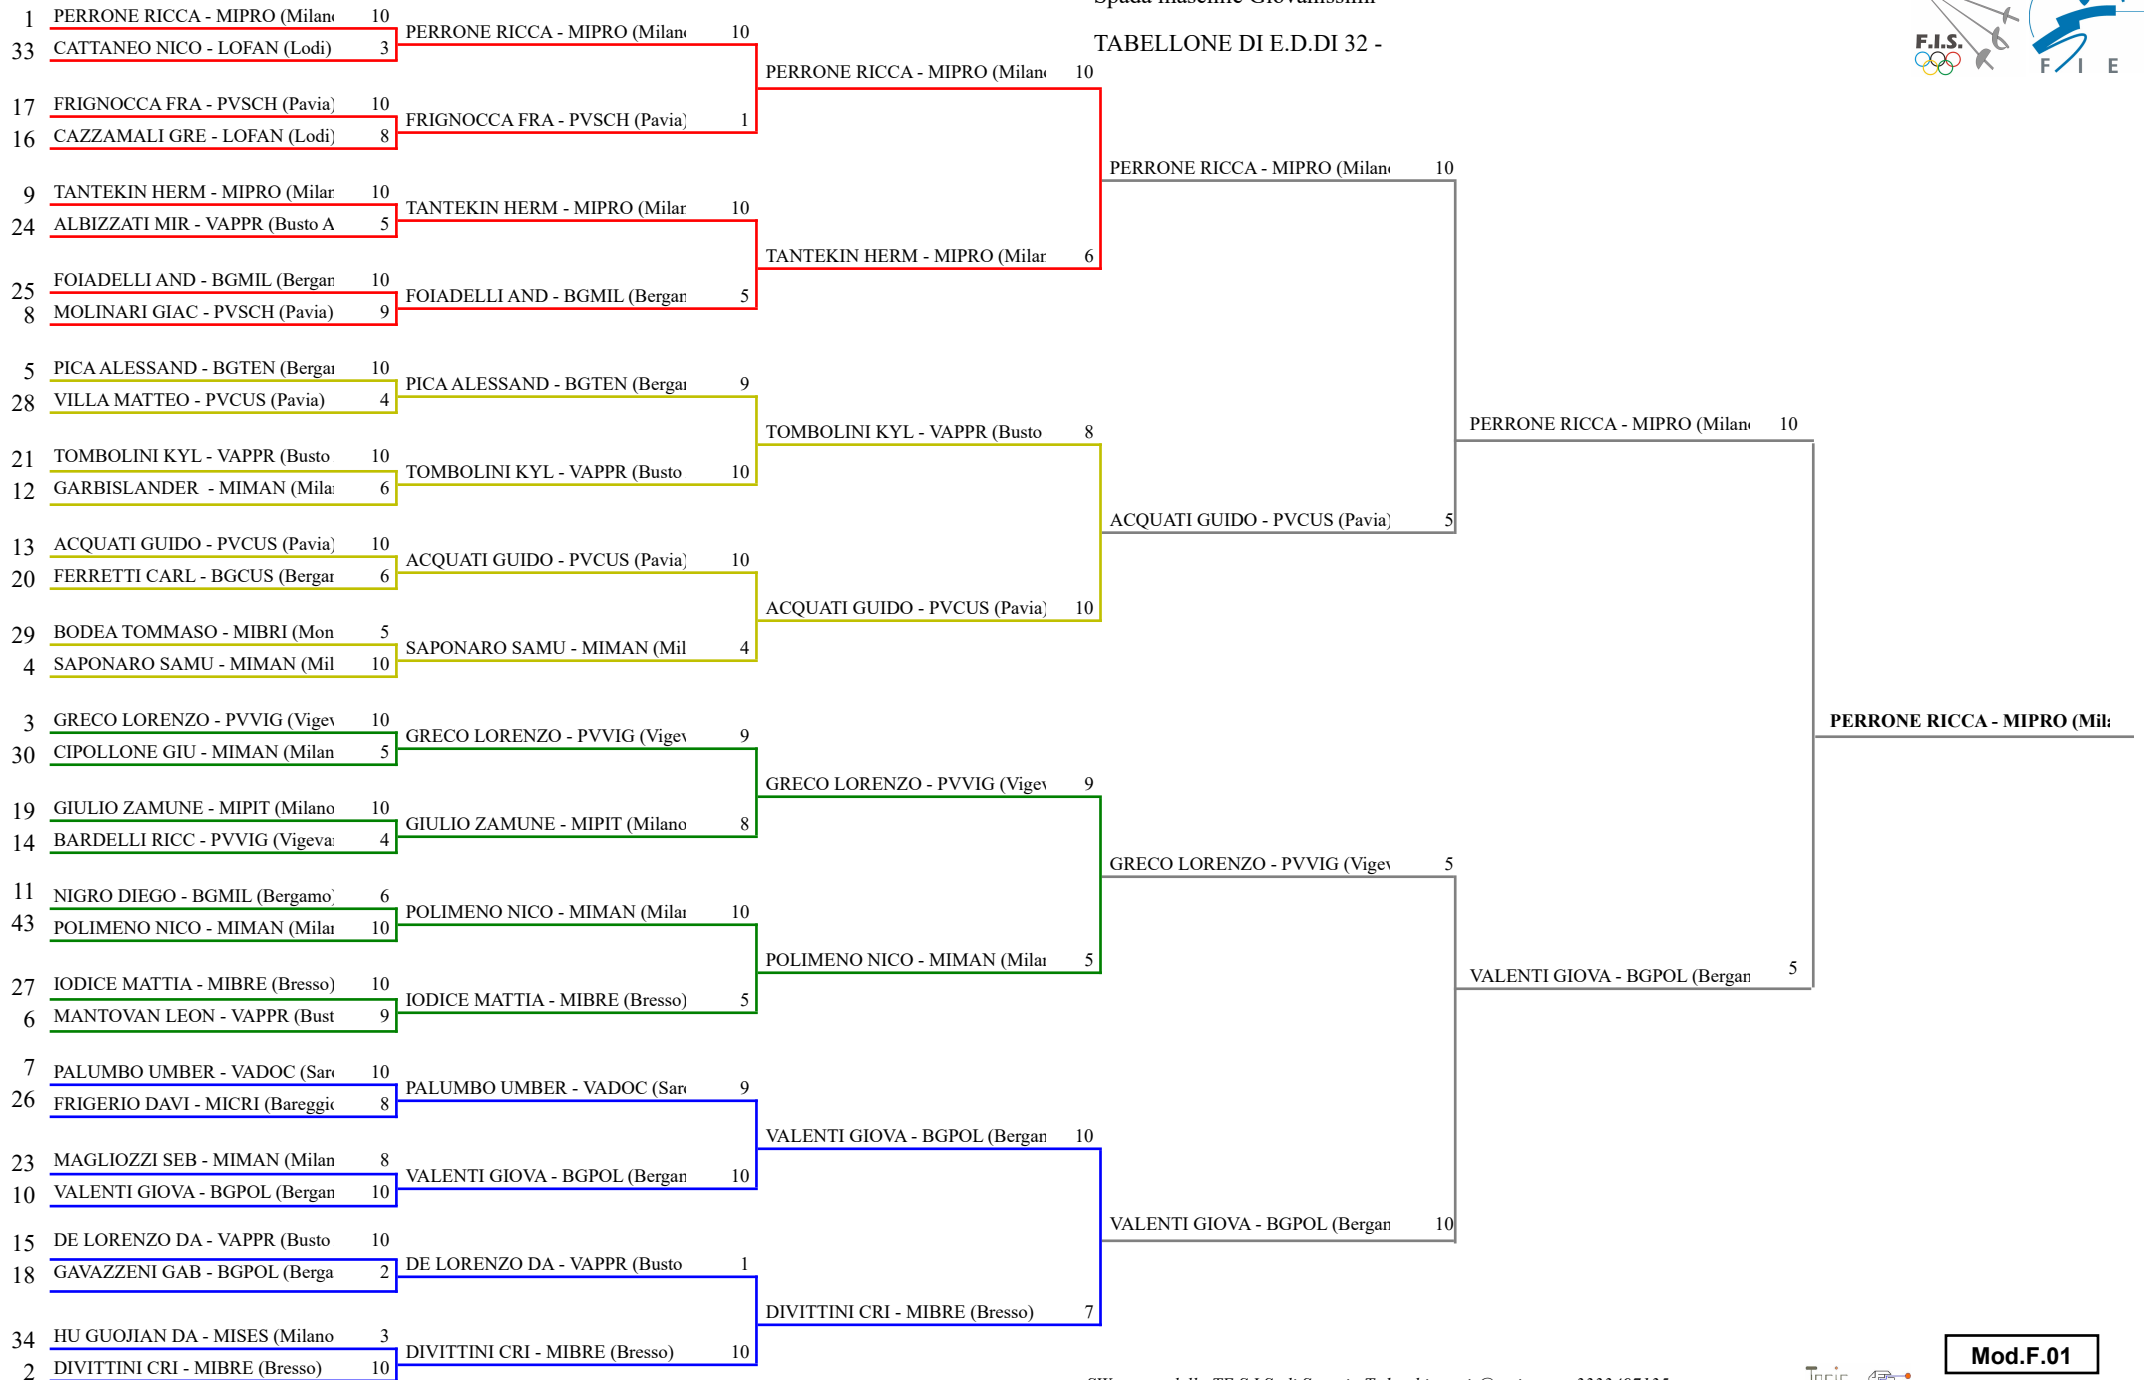 Spada maschile Giovanissimi
TABELLONE DI E.D.DI 32 -
F.I.S.
F I E
1 PERRONE RICCA - MIPRO (Milan 10
33 CATTANEO NICO - LOFAN (Lodi) 3
17 FRIGNOCCA FRA - PVSCH (Pavia) 10
16 CAZZAMALI GRE - LOFAN (Lodi) 8
9 TANTEKIN HERM - MIPRO (Milan 10
24 ALBIZZATI MIR - VAPPR (Busto A 5
25 FOIADELLI AND - BGMIL (Bergan 10
8 MOLINARI GIAC - PVSCH (Pavia) 9
5 PICA ALESSAND - BGTEN (Berga 10
28 VILLA MATTEO - PVCUS (Pavia) 4
21 TOMBOLINI KYL - VAPPR (Busto 10
12 GARBISLANDER - MIMAN (Mila 6
13 ACQUATI GUIDO - PVCUS (Pavia) 10
20 FERRETTI CARL - BGCUS (Bergar 6
29 BODEA TOMMASO - MIBRI (Mon 5
4 SAPONARO SAMU - MIMAN (Mil 10
3 GRECO LORENZO - PVVIG (Vigev 10
30 CIPOLLONE GIU - MIMAN (Milan 5
19 GIULIO ZAMUNE - MIPIT (Milano 10
14 BARDELLI RICC - PVVIG (Vigeva 4
11 NIGRO DIEGO - BGMIL (Bergamo) 6
43 POLIMENO NICO - MIMAN (Milan 10
27 IODICE MATTIA - MIBRE (Bresso) 10
6 MANTOVAN LEON - VAPPR (Bust 9
7 PALUMBO UMBER - VADOC (Sar 10
26 FRIGERIO DAVI - MICRI (Bareggi 8
23 MAGLIOZZI SEB - MIMAN (Milan 8
10 VALENTI GIOVA - BGPOL (Bergan 10
15 DE LORENZO DA - VAPPR (Busto 10
18 GAVAZZENI GAB - BGPOL (Berga 2
34 HU GUOJIAN DA - MISES (Milano 3
2 DIVITTINI CRI - MIBRE (Bresso) 10
PERRONE RICCA - MIPRO (Milan 10
FRIGNOCCA FRA - PVSCH (Pavia) 1
TANTEKIN HERM - MIPRO (Milan 10
FOIADELLI AND - BGMIL (Bergan 5
PICA ALESSAND - BGTEN (Berga 9
TOMBOLINI KYL - VAPPR (Busto 10
ACQUATI GUIDO - PVCUS (Pavia) 10
SAPONARO SAMU - MIMAN (Mil 4
GRECO LORENZO - PVVIG (Vigev 9
GIULIO ZAMUNE - MIPIT (Milano 8
POLIMENO NICO - MIMAN (Milan 10
IODICE MATTIA - MIBRE (Bresso) 5
PALUMBO UMBER - VADOC (Sar 9
VALENTI GIOVA - BGPOL (Bergan 10
DE LORENZO DA - VAPPR (Busto 1
DIVITTINI CRI - MIBRE (Bresso) 10
PERRONE RICCA - MIPRO (Milan 10
TANTEKIN HERM - MIPRO (Milan 6
TOMBOLINI KYL - VAPPR (Busto 8
ACQUATI GUIDO - PVCUS (Pavia) 10
GRECO LORENZO - PVVIG (Vigev 9
POLIMENO NICO - MIMAN (Milan 5
VALENTI GIOVA - BGPOL (Bergan 10
DIVITTINI CRI - MIBRE (Bresso) 7
PERRONE RICCA - MIPRO (Milan 10
ACQUATI GUIDO - PVCUS (Pavia) 5
GRECO LORENZO - PVVIG (Vigev 5
VALENTI GIOVA - BGPOL (Bergan 10
PERRONE RICCA - MIPRO (Milan 10
VALENTI GIOVA - BGPOL (Bergan 5
PERRONE RICCA - MIPRO (Mila
Mod.F.01